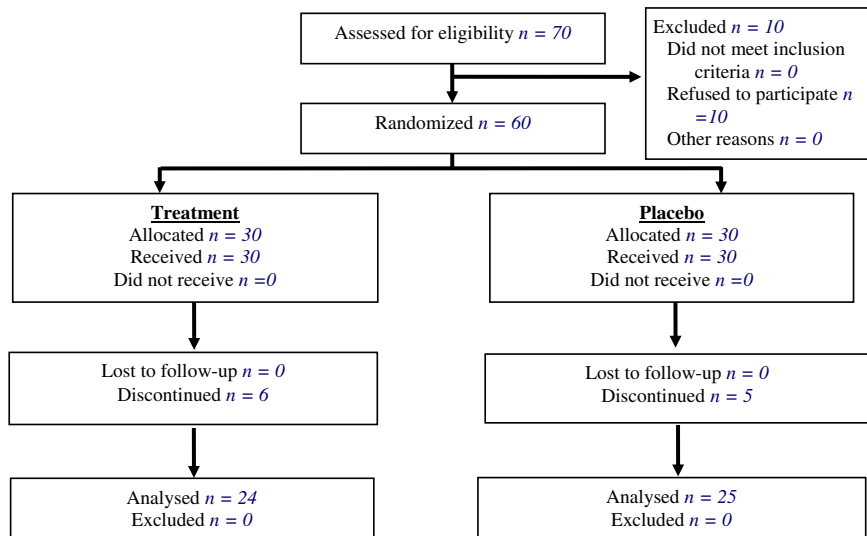 Assessed for eligibility n = 70
Excluded n = 10
Did not meet inclusion
criteria n = 0
Refused to participate n
=10
Other reasons n = 0
Randomized n = 60
Treatment
Allocated n = 30
Received n = 30
Did not receive n =0
Placebo
Allocated n = 30
Received n = 30
Did not receive n =0
Lost to follow-up n = 0
Discontinued n = 6
Lost to follow-up n = 0
Discontinued n = 5
Analysed n = 24
Excluded n = 0
Analysed n = 25
Excluded n = 0